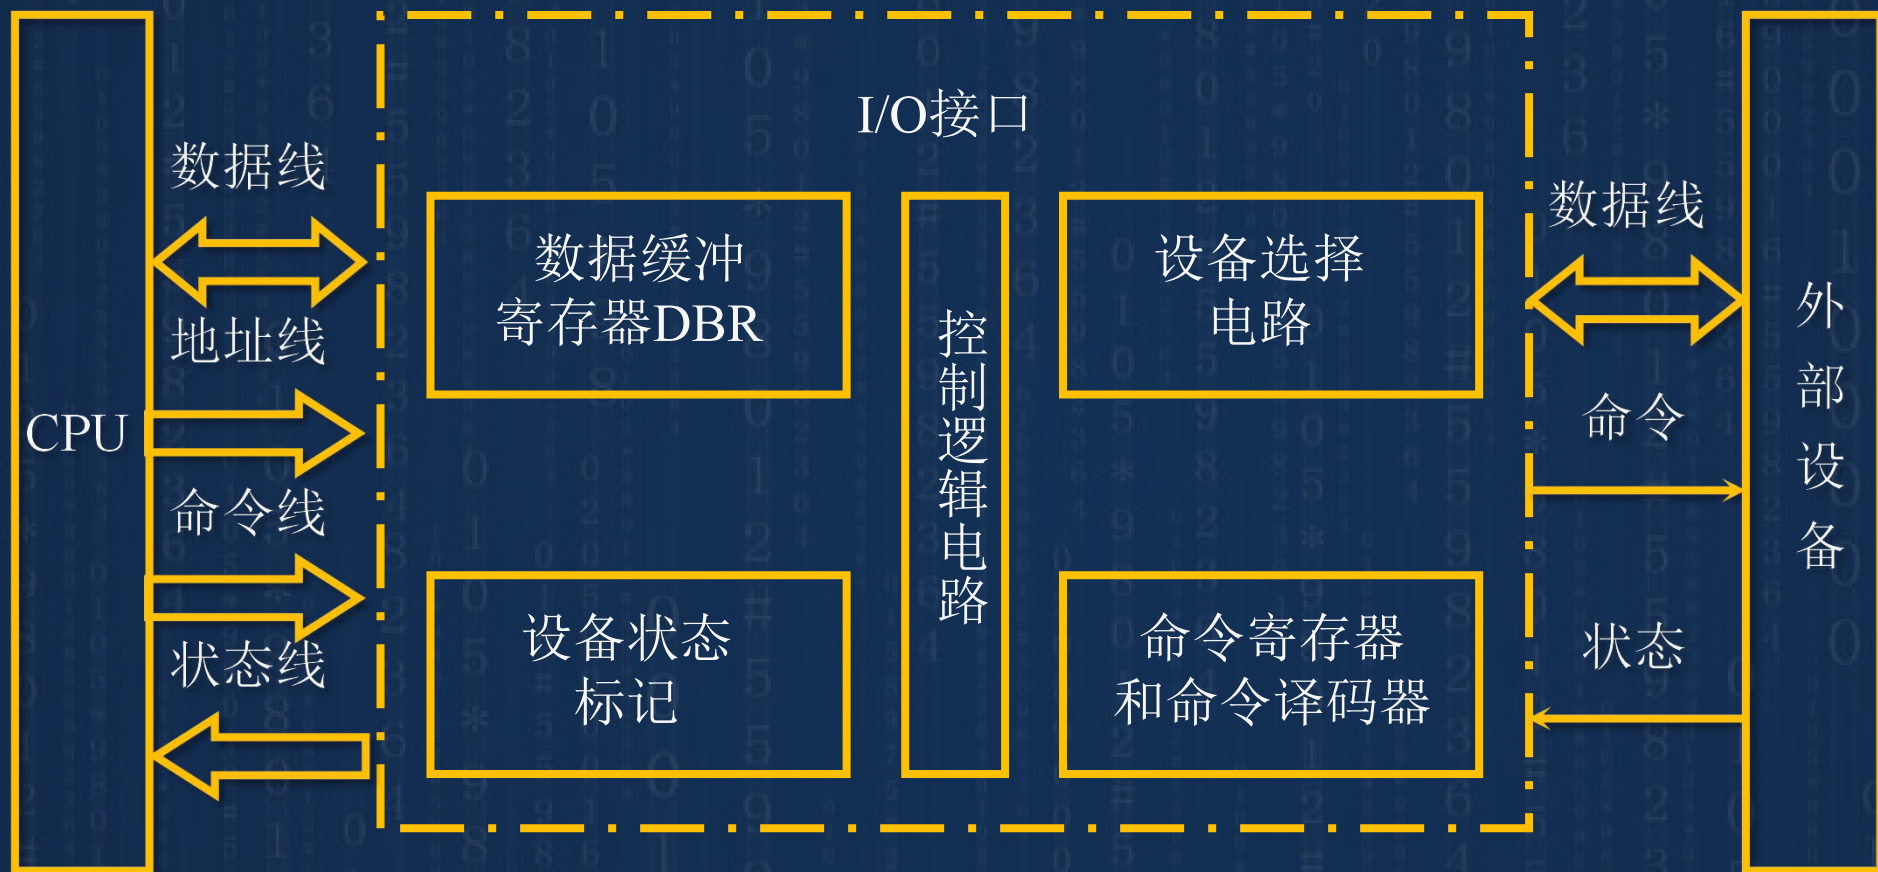 I/O接口
CPU
数据线
地址线
命令线
状态线
数据缓冲
寄存器DBR
设备状态
标记
控制逻辑电路
设备选择
电路
命令寄存器
和命令译码器
数据线
命令
状态
外部设备